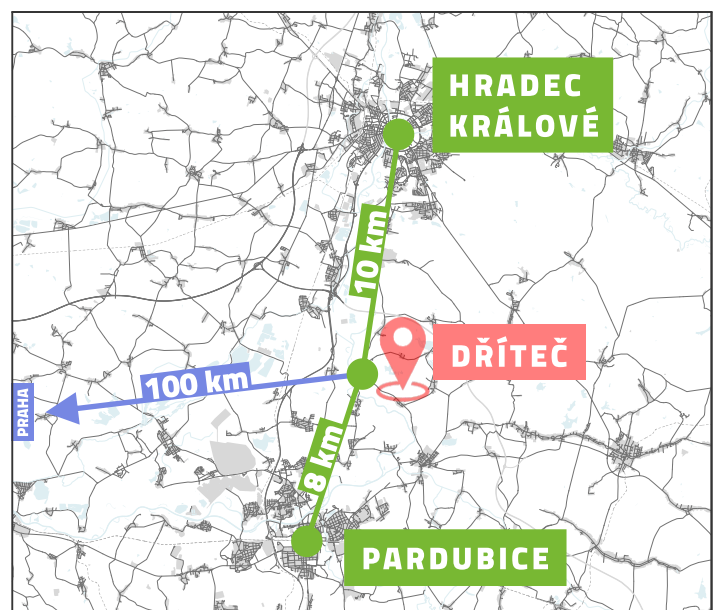 HRADEC
KRÁLOVÉ
10 km
DŘÍTEČ
100 km
PRAHA
8 km
PARDUBICE